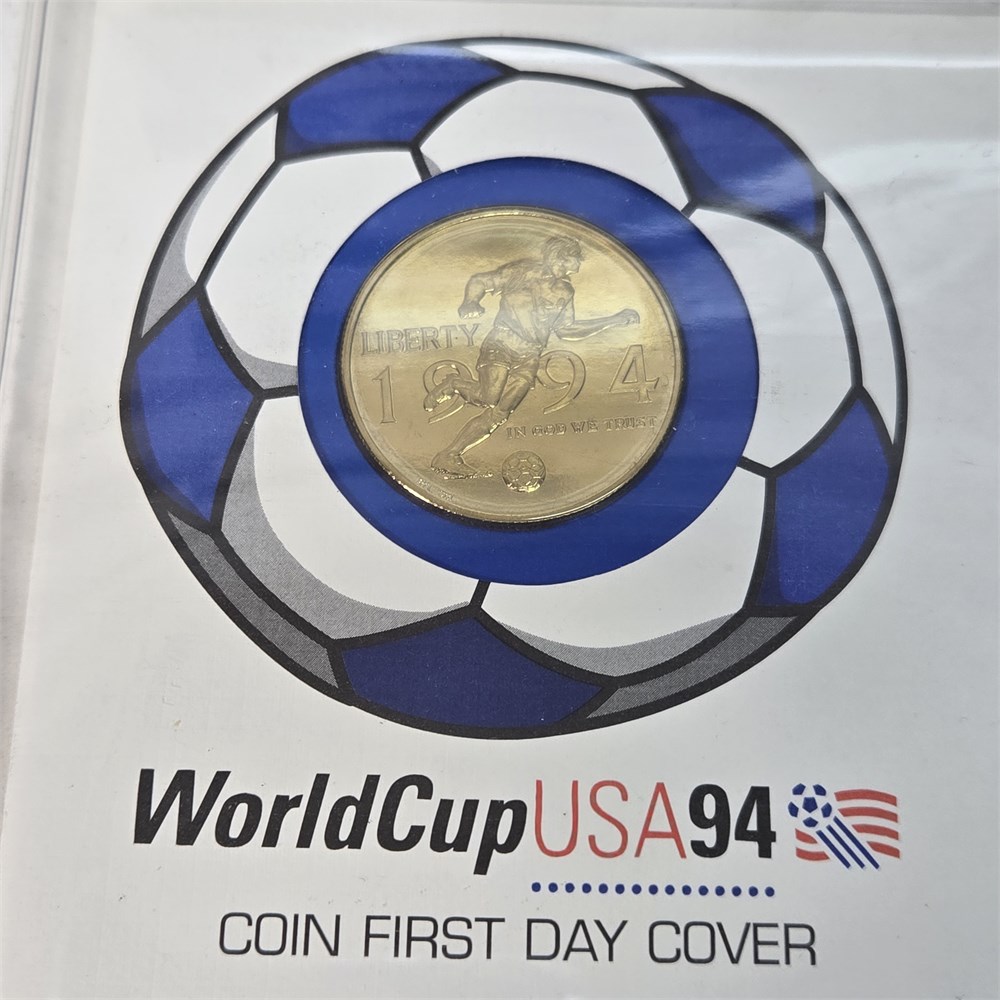 LIBERTY
1994
IN GOD WE TRUST
WorldCupUSA94
COIN FIRST DAY COVER